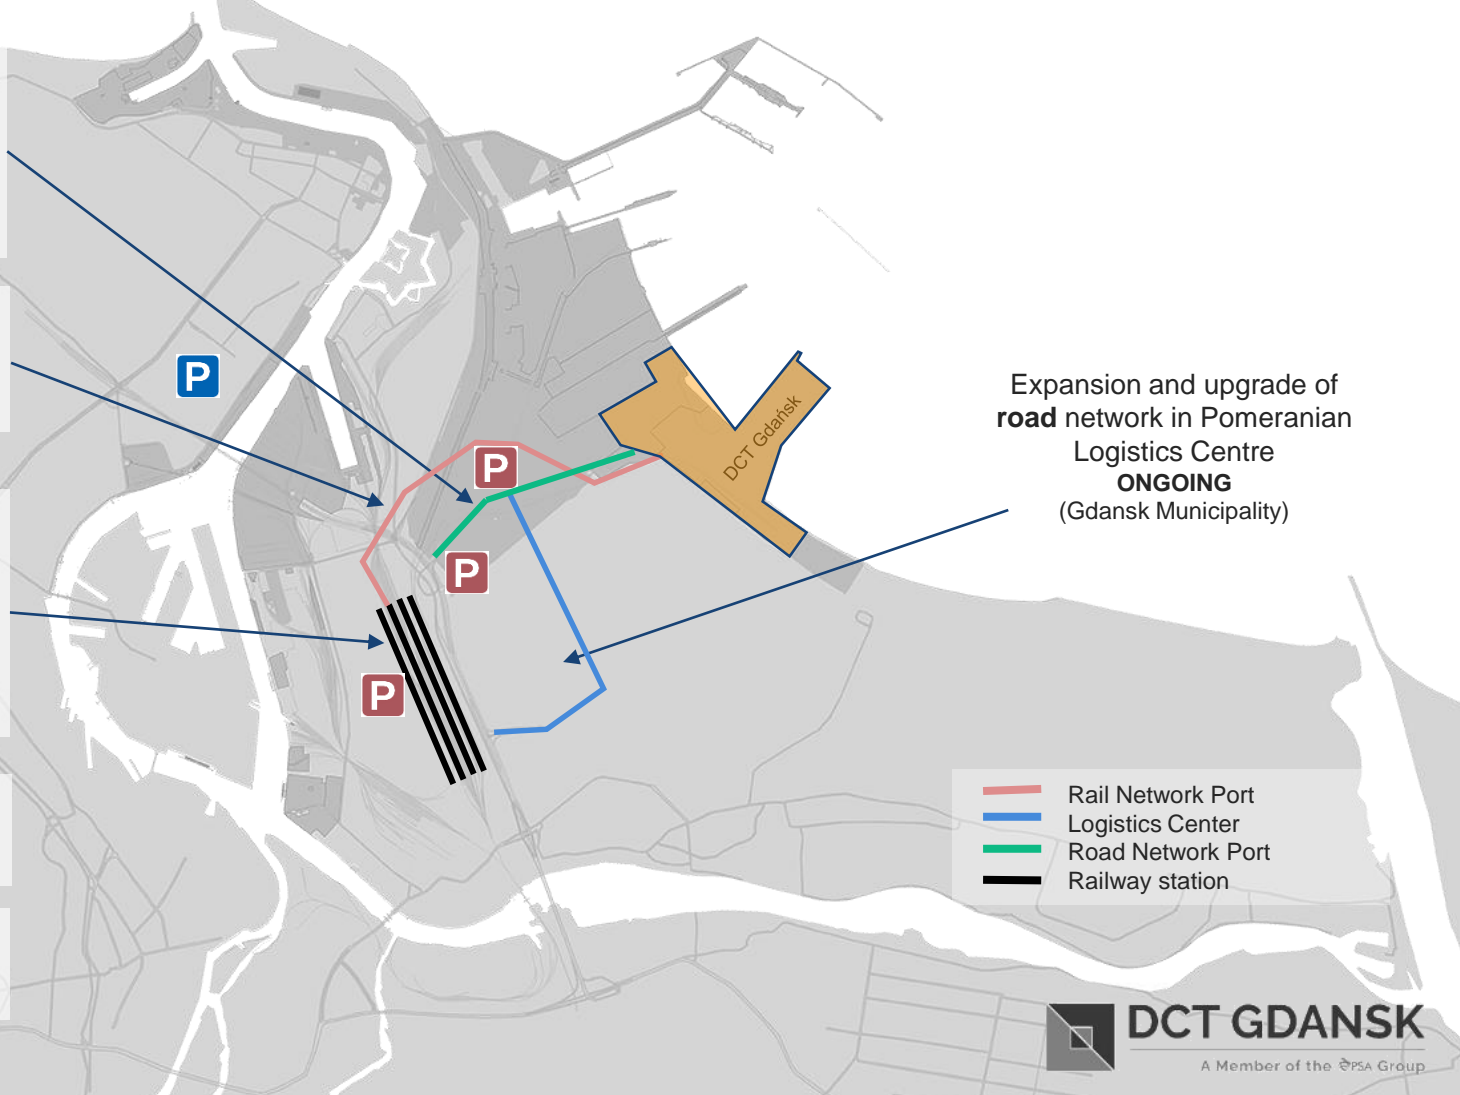 P
Expansion and upgrade of
road network in Pomeranian
Logistics Centre
ONGOING
(Gdansk Municipality)
DCT Gdańsk
P
P
P
Rail Network Port
Logistics Center
Road Network Port
Railway station
DCT GDANSK
A Member of the PSA Group